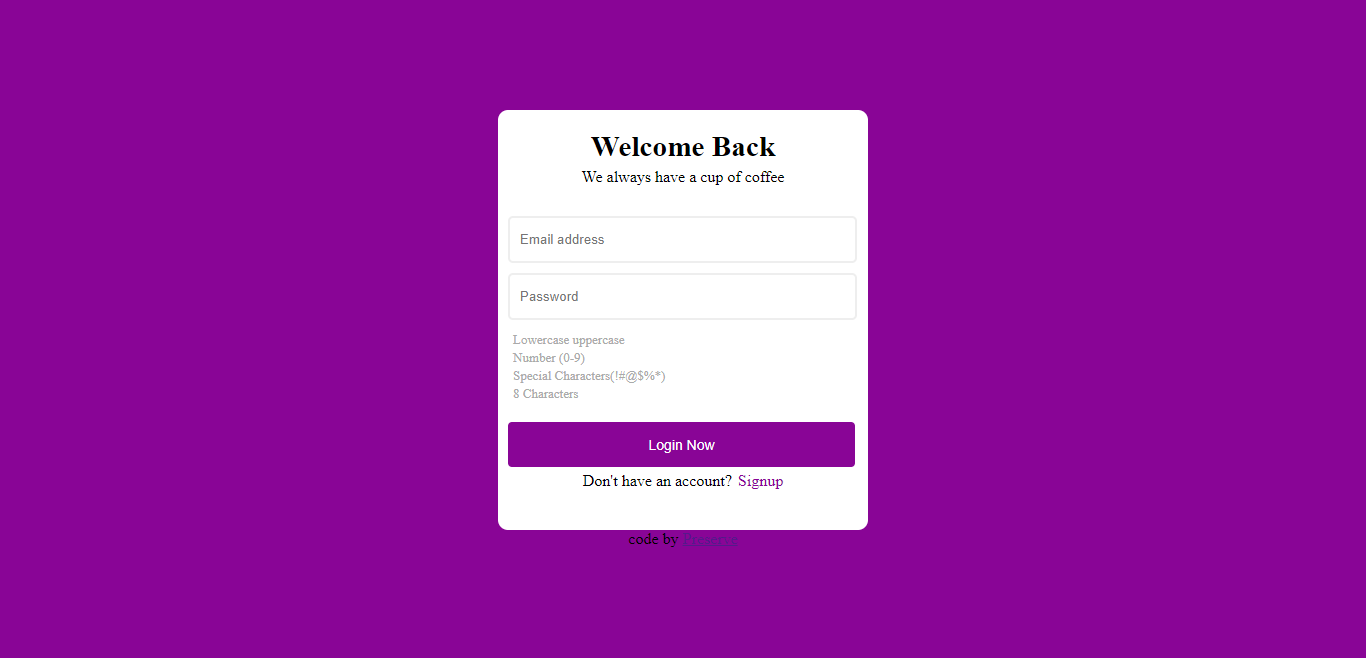 Welcome Back
We always have a cup of coffee
Email address
Password
Lowercase uppercase
Number (0-9)
Special Characters(!#@$%*)
8 Characters
Login Now
Don't have an account? Signup
code by